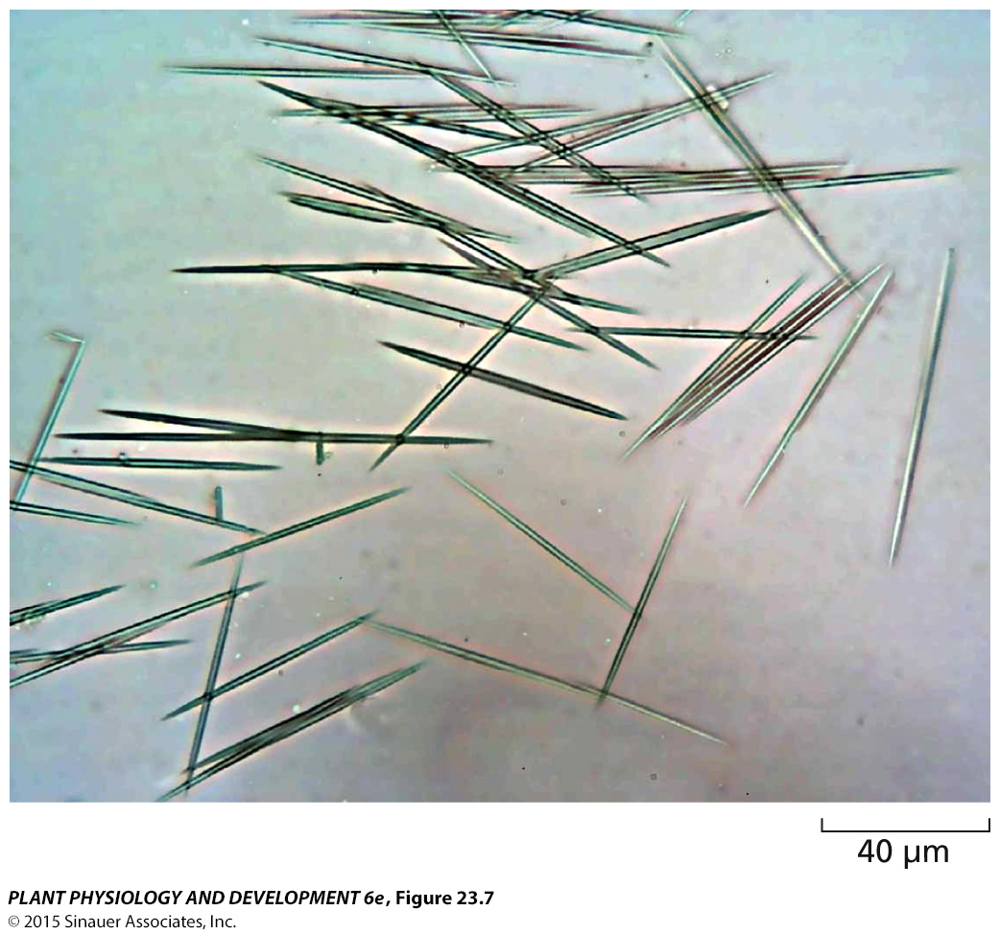 40 µm
PLANT PHYSIOLOGY AND DEVELOPMENT 6e, Figure 23.7
© 2015 Sinauer Associates, Inc.